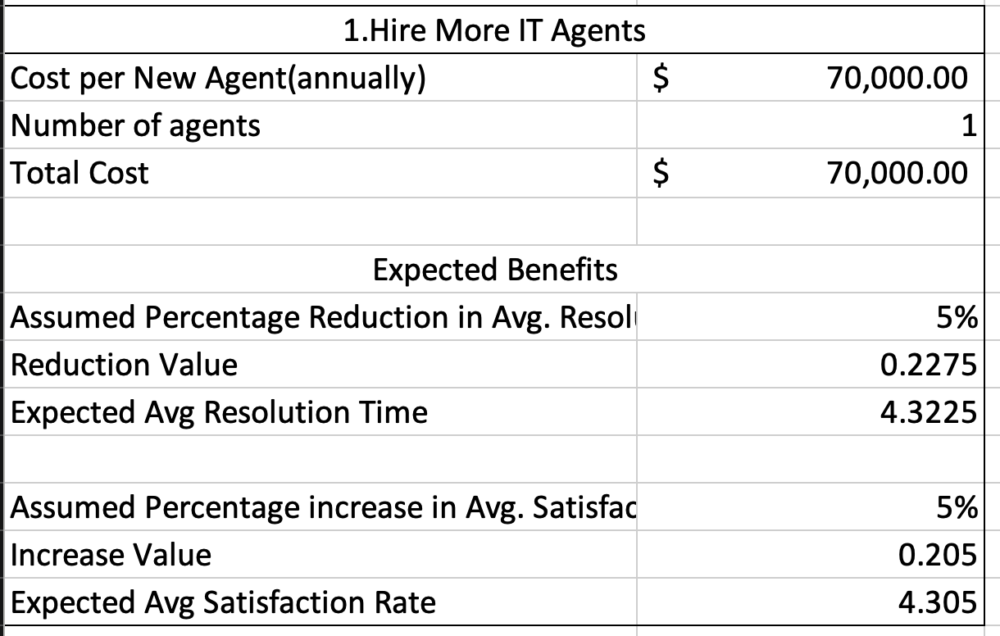 1.Hire More IT Agents
Cost per New Agent(annually) $ 70,000.00
Number of agents 1
Total Cost $ 70,000.00
Expected Benefits
Assumed Percentage Reduction in Avg. 5%
Reduction Value 0.2275
Expected Avg Resolution Time 4.3225
Assumed Percentage increase in Avg. 5%
Increase Value 0.205
Expected Avg Satisfaction Rate 4.305